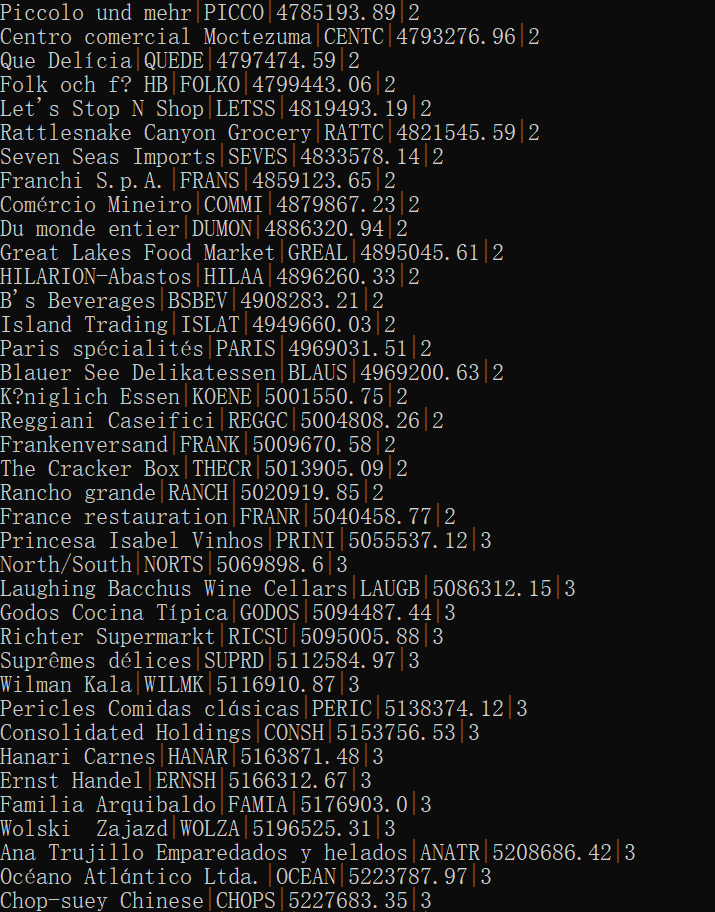 Piccolo und mehr|PICCO|4785193.89|2
Centro comercial Moctezuma|CENTC|4793276.96|2
Que Delícia|QUEDE|4797474.59|2
Folk och f? HB|FOLKO|4799443.06|2
Let's Stop N Shop|LETSS|4819493.19|2
Rattlesnake Canyon Grocery|RATTC|4821545.59|2
Seven Seas Imports|SEVES|4833578.14|2
Franchi S.p.A.|FRANS|4859123.65|2
Comércio Mineiro|COMMI|4879867.23|2
Du monde entier|DUMON|4886320.94|2
Great Lakes Food Market|GREAL|4895045.61|2
HILARION-Abastos|HILAA|4896260.33|2
B's Beverages|BSBEV|4908283.21|2
Island Trading|ISLAT|4949660.03|2
Paris spécialités|PARIS|4969031.51|2
Blauer See Delikatessen|BLAUS|4969200.63|2
K?niglich Essen|KOENE|5001550.75|2
Reggiani Caseifici|REGGC|5004808.26|2
Frankenversand|FRANK|5009670.58|2
The Cracker Box|THECR|5013905.09|2
Rancho grande|RANCH|5020919.85|2
France restauration|FRANR|5040458.77|2
Princesa Isabel Vinhos|PRINI|5055537.12|3
North/South|NORTS|5069898.6|3
Laughing Bacchus Wine Cellars|LAUGB|5086312.15|3
Godos Cocina Típica|GODOS|5094487.44|3
Richter Supermarkt|RICSU|5095005.88|3
Suprêmes délices|SUPRD|5112584.97|3
Wilman Kala|WILMK|5116910.87|3
Pericles Comidas clásicas|PERIC|5138374.12|3
Consolidated Holdings|CONSH|5153756.53|3
Hanari Carnes|HANAR|5163871.48|3
Ernst Handel|ERNSH|5166312.67|3
Familia Arquibaldo|FAMIA|5176903.0|3
Wolski  Zajazd|WOLZA|5196525.31|3
Ana Trujillo Emparedados y helados|ANATR|5208686.42|3
Océano Atlántico Ltda.|OCEAN|5223787.97|3
Chop-suey Chinese|CHOPS|5227683.35|3